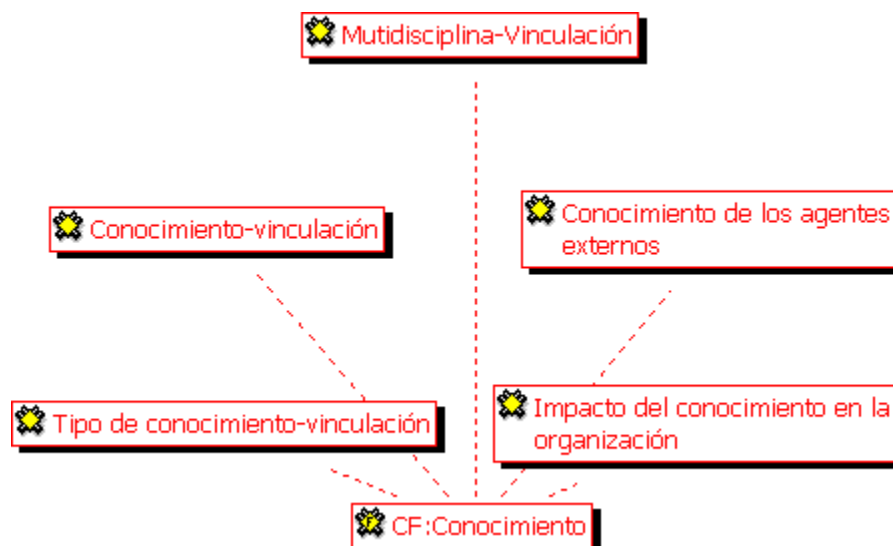 Mutidisciplina-Vinculación
Conocimiento-vinculación
Conocimiento de los agentes
externos
Tipo de conocimiento-vinculación
Impacto del conocimiento en la
organización
CF:Conocimiento